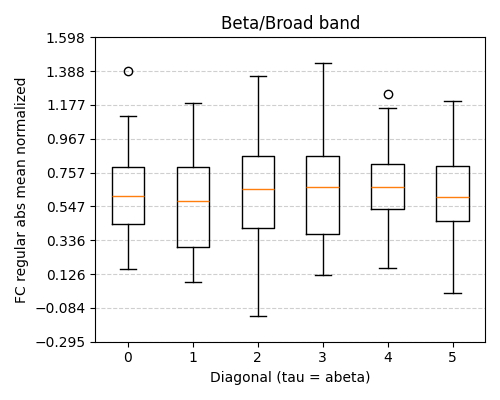 Beta/Broad band
FC regular abs mean normalized
1.598
1.388
1.177
0.967
0.757
0.547
0.336
0.126
−0.084
−0.295
0 1 2 3 4 5
Diagonal (tau = abeta)